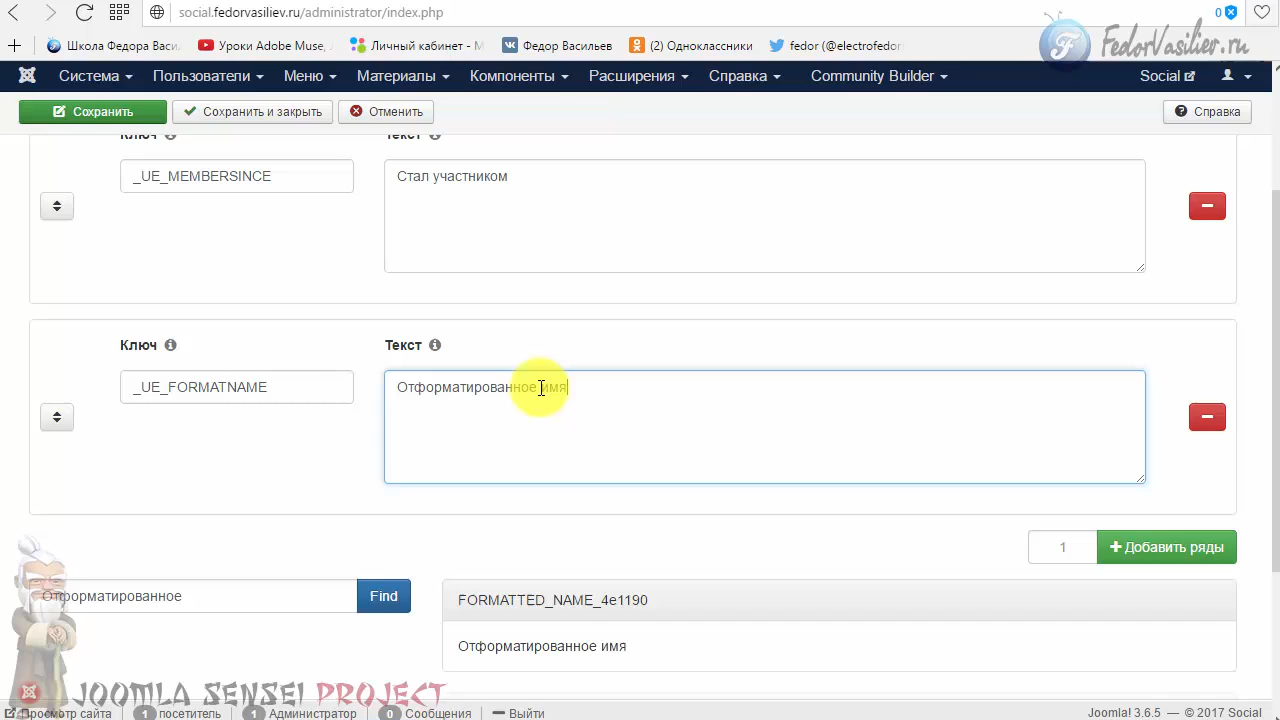 social.fedorvasiliev.ru/administrator/index.php
0
Школа Федора Васи.
Уроки Adobe Muse,
Личный кабинет - М
Федор Васильев
(2) Одноклассники
fedor (@electrofedor
FedorVasiliev.ru
Система
Пользователи
Меню
Материалы
Компоненты
Расширения
Справка
Community Builder
Social
Сохранить
Сохранить и закрыть
Отменить
Справка
Ключ
Текст
_UE_MEMBERSINCE
Стал участником
Ключ
Текст
_UE_FORMATNAME
Отформатированное имя
1
Добавить ряды
Отформатированное
Find
FORMATTED_NAME_4e1190
Отформатированное имя
JOOMLA SENSEI PROJECT
Просмотр сайта
1 посетитель
1 Администратор
0 Сообщения
Выйти
Joomla! 3.6.5 — © 2017 Social